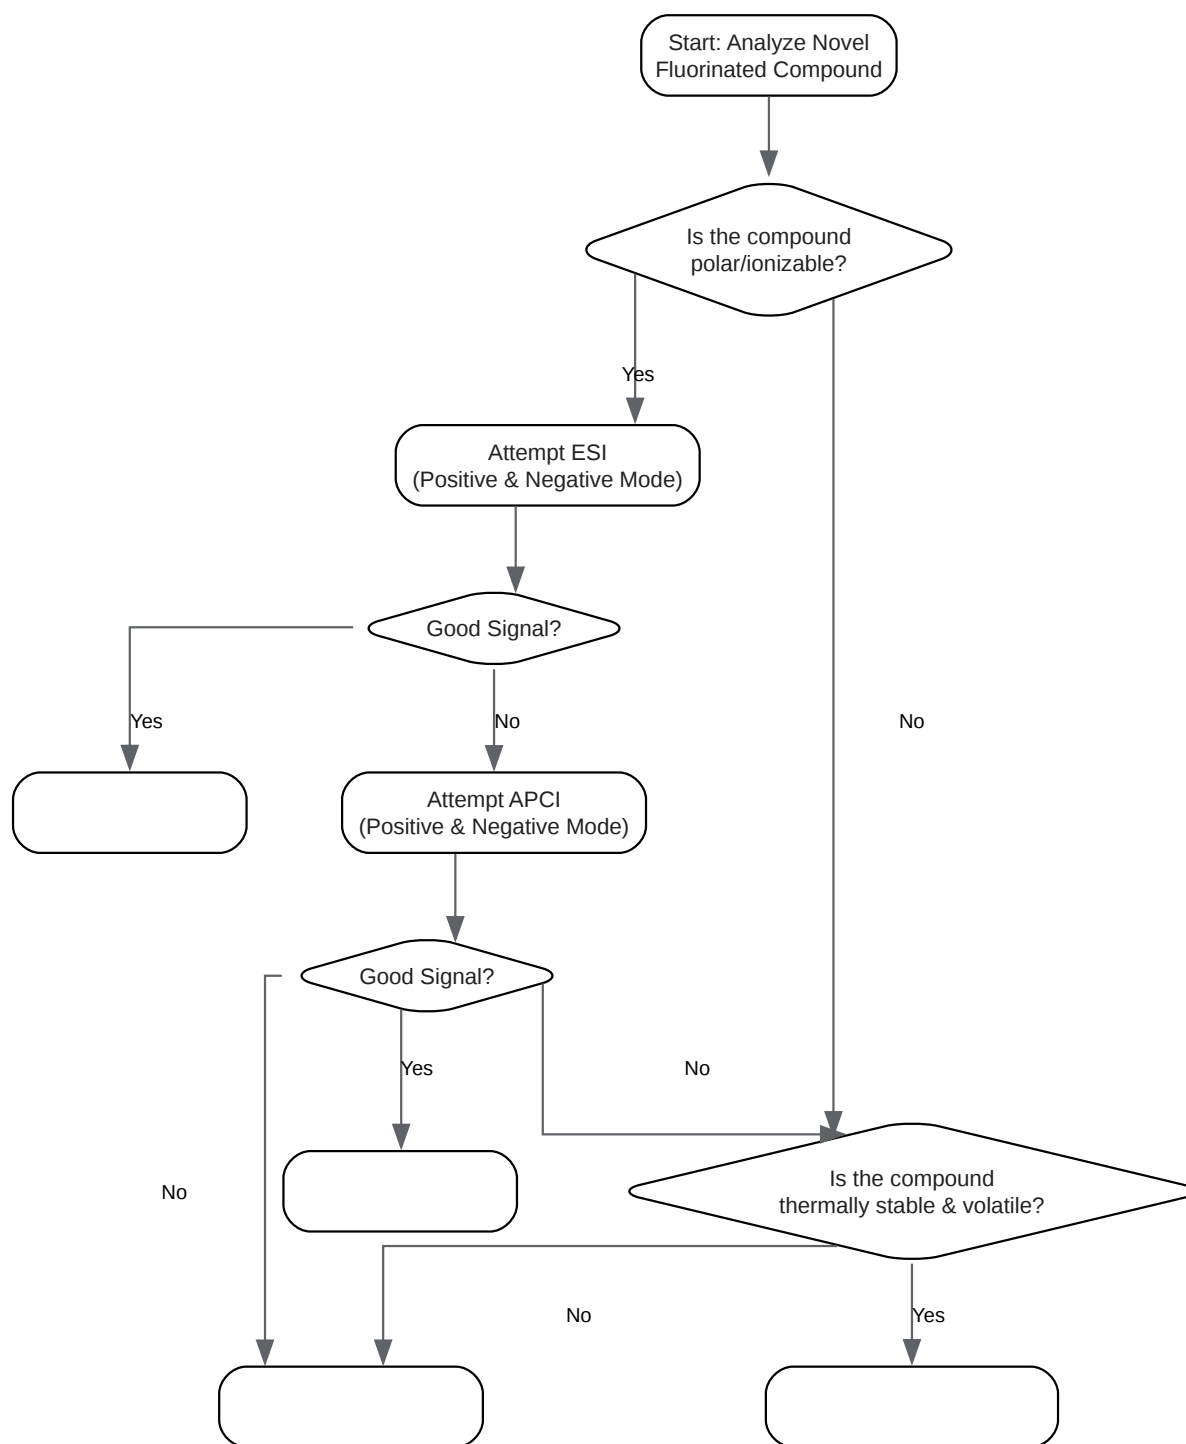 Start: Analyze Novel
Fluorinated Compound
Is the compound
polar/ionizable?
Yes
Attempt ESI
(Positive & Negative Mode)
Good Signal?
Yes
No
No
Attempt APCI
(Positive & Negative Mode)
Good Signal?
Yes
No
No
Is the compound
thermally stable & volatile?
No
Yes